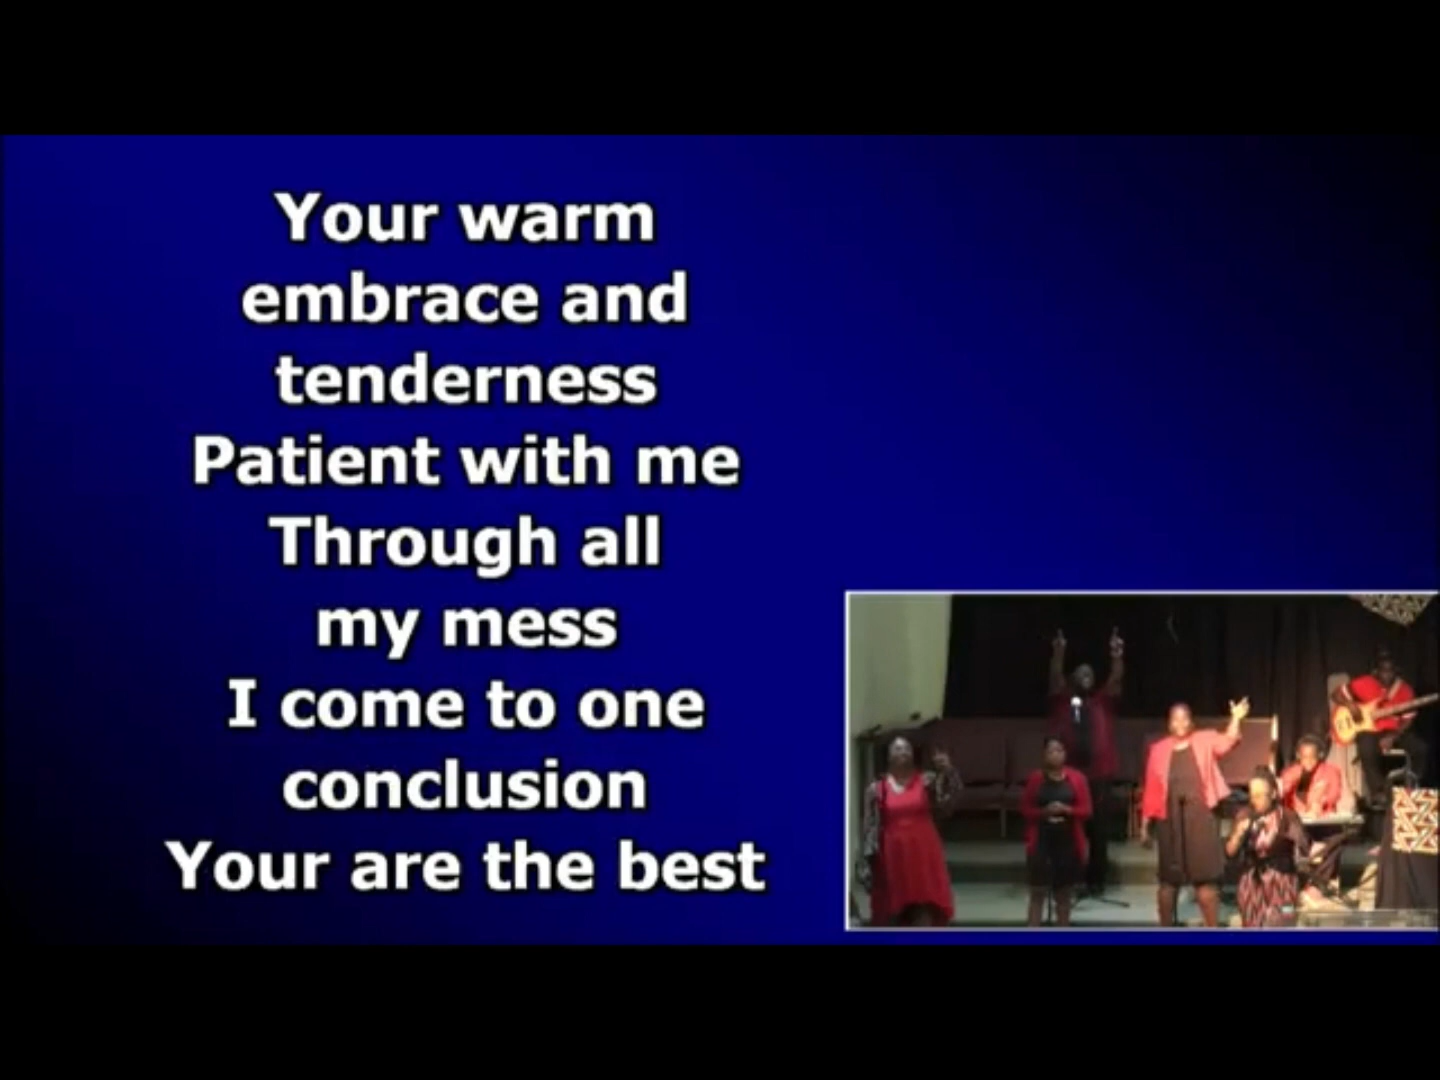 Your warm
embrace and
tenderness
Patient with me
Through all
my mess
I come to one
conclusion
Your are the best